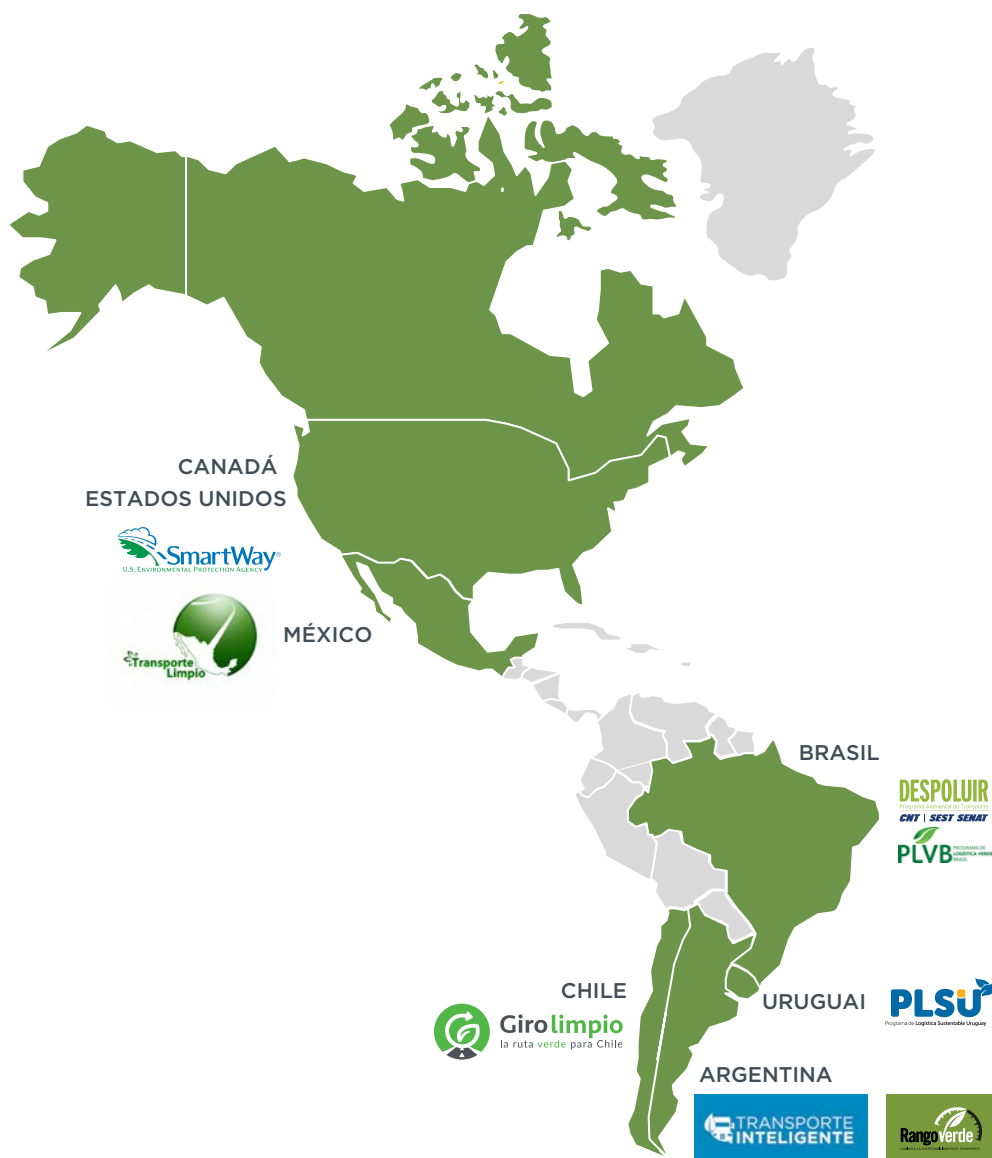 CANADÁ
ESTADOS UNIDOS
SmartWay®
U.S. ENVIRONMENTAL PROTECTION AGENCY
MÉXICO
Transporte
Limpio
BRASIL
DESPOLUIR
Programa Ambiental do Transporte
CNT | SEST SENAT
PLVB
PROGRAMA DE
LOGÍSTICA VERDE
BRASIL
CHILE
Girolimpio
la ruta verde para Chile
URUGUAI
PLSU
Programa de Logística Sustentable Uruguay
ARGENTINA
TRANSPORTE
INTELIGENTE
RangoVerde